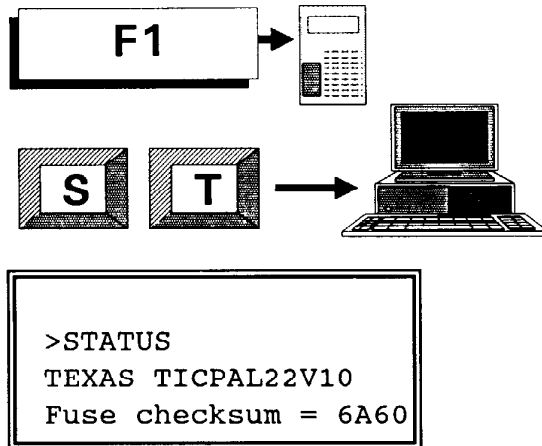 F1
S T
>STATUS
TEXAS TICPAL22V10
Fuse checksum = 6A60